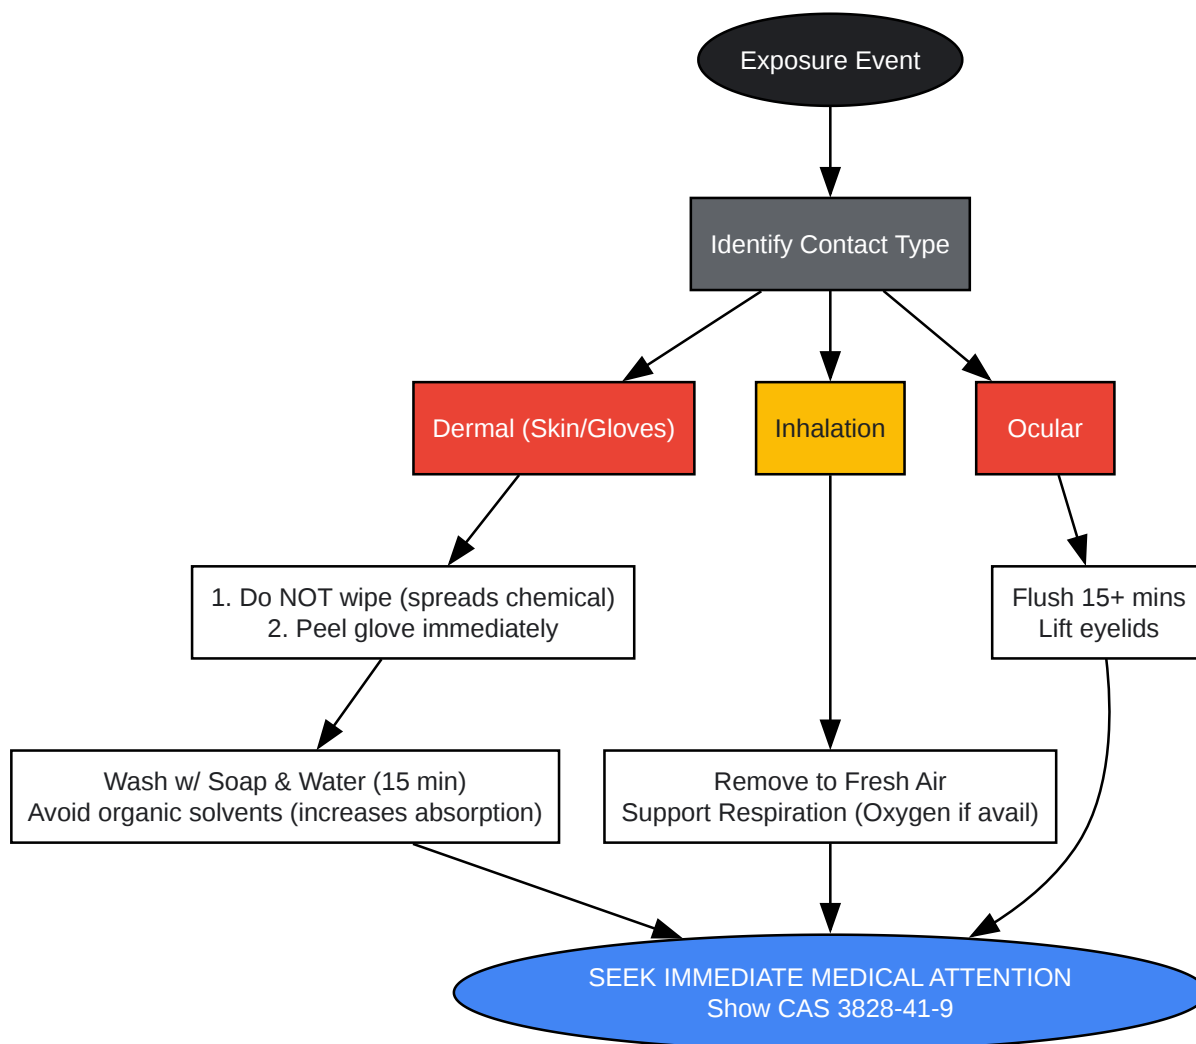 Exposure Event
Identify Contact Type
Dermal (Skin/Gloves)
Inhalation
Ocular
1. Do NOT wipe (spreads chemical)
2. Peel glove immediately
Flush 15+ mins
Lift eyelids
Wash w/ Soap & Water (15 min)
Avoid organic solvents (increases absorption)
Remove to Fresh Air
Support Respiration (Oxygen if avail)
SEEK IMMEDIATE MEDICAL ATTENTION
Show CAS 3828-41-9